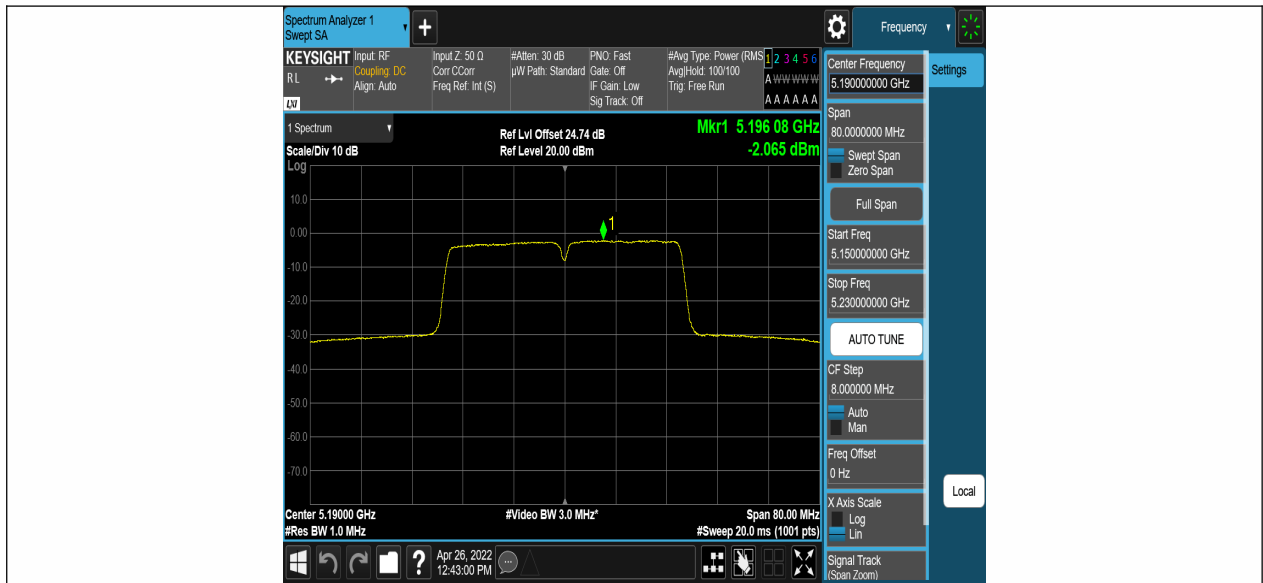 Spectrum Analyzer 1
Swept SA
+
Frequency
KEYSIGHT
RL
LXI
Input: RF
Coupling: DC
Align: Auto
Input Z: 50 Ω
Corr CCorr
Freq Ref: Int (S)
#Atten: 30 dB
µW Path: Standard
PNO: Fast
Gate: Off
IF Gain: Low
Sig Track: Off
#Avg Type: Power (RMS
Avg|Hold: 100/100
Trig: Free Run
1 2 3 4 5 6
A W W W W W
A A A A A A
1 Spectrum
Scale/Div 10 dB
Ref Lvl Offset 24.74 dB
Ref Level 20.00 dBm
Mkr1 5.196 08 GHz
-2.065 dBm
Log
10.0
0.00
-10.0
-20.0
-30.0
-40.0
-50.0
-60.0
-70.0
1
Center 5.19000 GHz
#Res BW 1.0 MHz
#Video BW 3.0 MHz*
Span 80.00 MHz
#Sweep 20.0 ms (1001 pts)
Center Frequency
5.190000000 GHz
Span
80.0000000 MHz
Swept Span
Zero Span
Full Span
Start Freq
5.150000000 GHz
Stop Freq
5.230000000 GHz
AUTO TUNE
CF Step
8.000000 MHz
Auto
Man
Freq Offset
0 Hz
X Axis Scale
Log
Lin
Signal Track
(Span Zoom)
Settings
Local
?
Apr 26, 2022
12:43:00 PM